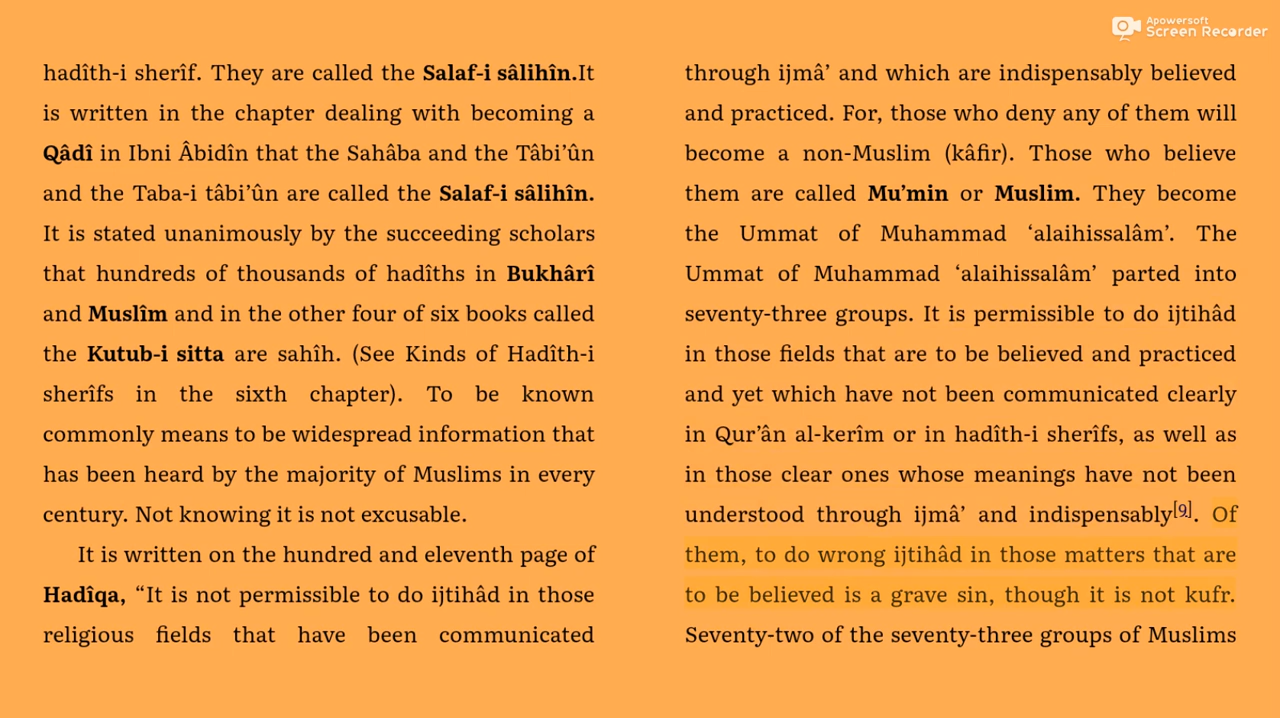 Apowersoft
Screen Recorder
hadîth-i sherîf. They are called the Salaf-i sâlihîn.It
is written in the chapter dealing with becoming a
Qâdî in Ibni Âbidîn that the Sahâba and the Tâbi’ûn
and the Taba-i tâbi’ûn are called the Salaf-i sâlihîn.
It is stated unanimously by the succeeding scholars
that hundreds of thousands of hadîths in Bukhârî
and Muslîm and in the other four of six books called
the Kutub-i sitta are sahîh. (See Kinds of Hadîth-i
sherîfs in the sixth chapter). To be known
commonly means to be widespread information that
has been heard by the majority of Muslims in every
century. Not knowing it is not excusable.
It is written on the hundred and eleventh page of
Hadîqa, “It is not permissible to do ijtihâd in those
religious fields that have been communicated
through ijmâ’ and which are indispensably believed
and practiced. For, those who deny any of them will
become a non-Muslim (kâfir). Those who believe
them are called Mu’min or Muslim. They become
the Ummat of Muhammad ‘alaihissalâm’. The
Ummat of Muhammad ‘alaihissalâm’ parted into
seventy-three groups. It is permissible to do ijtihâd
in those fields that are to be believed and practiced
and yet which have not been communicated clearly
in Qur’ân al-kerîm or in hadîth-i sherîfs, as well as
in those clear ones whose meanings have not been
understood through ijmâ’ and indispensably[9]. Of
them, to do wrong ijtihâd in those matters that are
to be believed is a grave sin, though it is not kufr.
Seventy-two of the seventy-three groups of Muslims